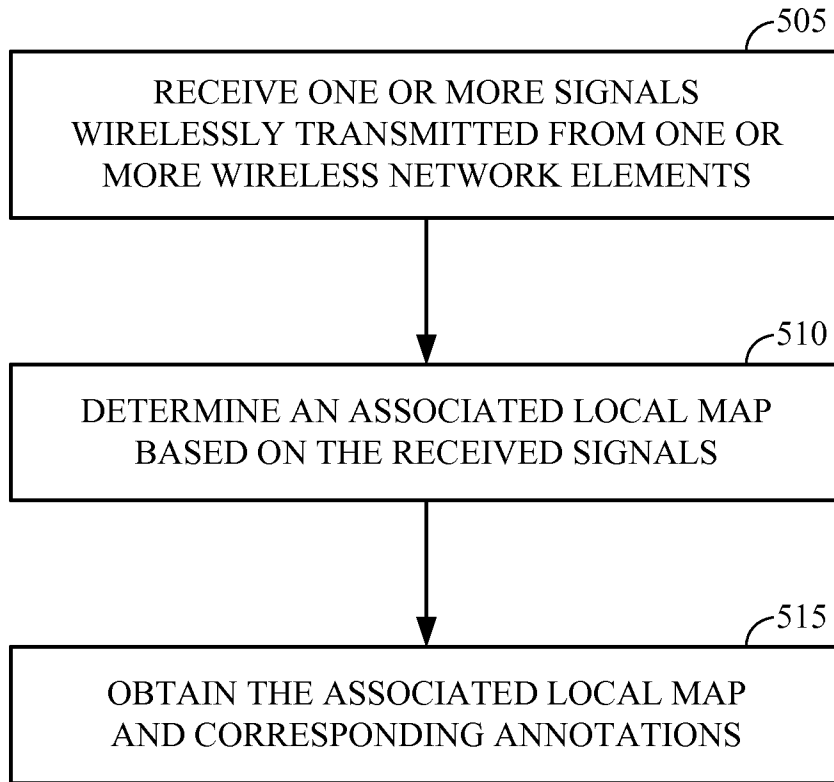 505
RECEIVE ONE OR MORE SIGNALS
WIRELESSLY TRANSMITTED FROM ONE OR
MORE WIRELESS NETWORK ELEMENTS
510
DETERMINE AN ASSOCIATED LOCAL MAP
BASED ON THE RECEIVED SIGNALS
515
OBTAIN THE ASSOCIATED LOCAL MAP
AND CORRESPONDING ANNOTATIONS